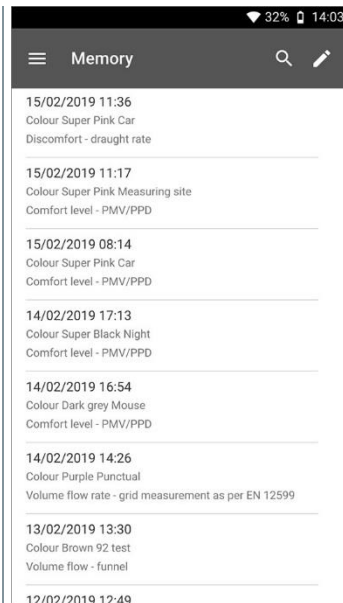 32% 14:03
Memory
15/02/2019 11:36
Colour Super Pink Car
Discomfort - draught rate
15/02/2019 11:17
Colour Super Pink Measuring site
Comfort level - PMV/PPD
15/02/2019 08:14
Colour Super Pink Car
Comfort level - PMV/PPD
14/02/2019 17:13
Colour Super Black Night
Comfort level - PMV/PPD
14/02/2019 16:54
Colour Dark grey Mouse
Comfort level - PMV/PPD
14/02/2019 14:26
Colour Purple Punctual
Volume flow rate - grid measurement as per EN 12599
13/02/2019 13:30
Colour Brown 92 test
Volume flow - funnel
12/02/2019 12:49